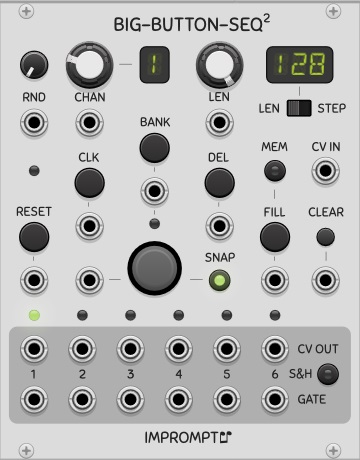 BIG-BUTTON-SEQ²
1
128
RND
CHAN
LEN
LEN
STEP
BANK
MEM
CV IN
CLK
DEL
RESET
FILL
CLEAR
SNAP
CV OUT
1 2 3 4 5 6
S&H
GATE
IMPROMPT